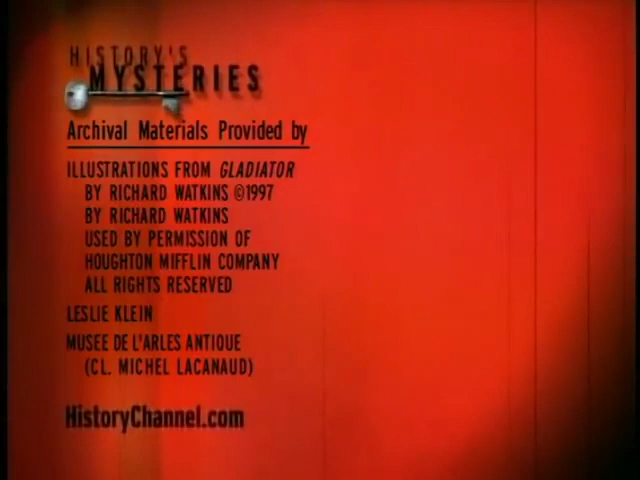 HISTORY'S
MYSTERIES
Archival Materials Provided by
ILLUSTRATIONS FROM GLADIATOR
BY RICHARD WATKINS ©1997
BY RICHARD WATKINS
USED BY PERMISSION OF
HOUGHTON MIFFLIN COMPANY
ALL RIGHTS RESERVED
LESLIE KLEIN
MUSEE DE L'ARLES ANTIQUE
(CL. MICHEL LACANAUD)
HistoryChannel.com